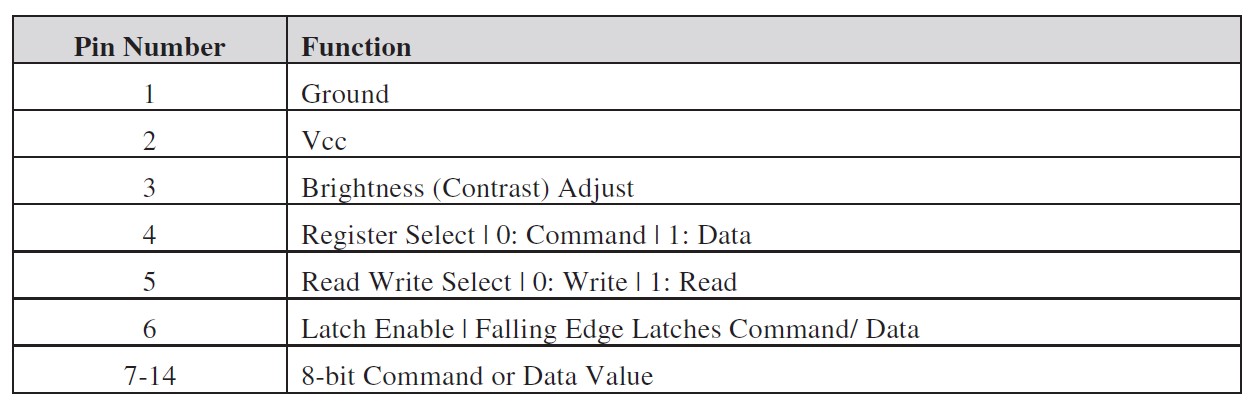 Pin Number Function
1 Ground
2 Vcc
3 Brightness (Contrast) Adjust
4 Register Select | 0: Command | 1: Data
5 Read Write Select | 0: Write | 1: Read
6 Latch Enable | Falling Edge Latches Command/ Data
7-14 8-bit Command or Data Value